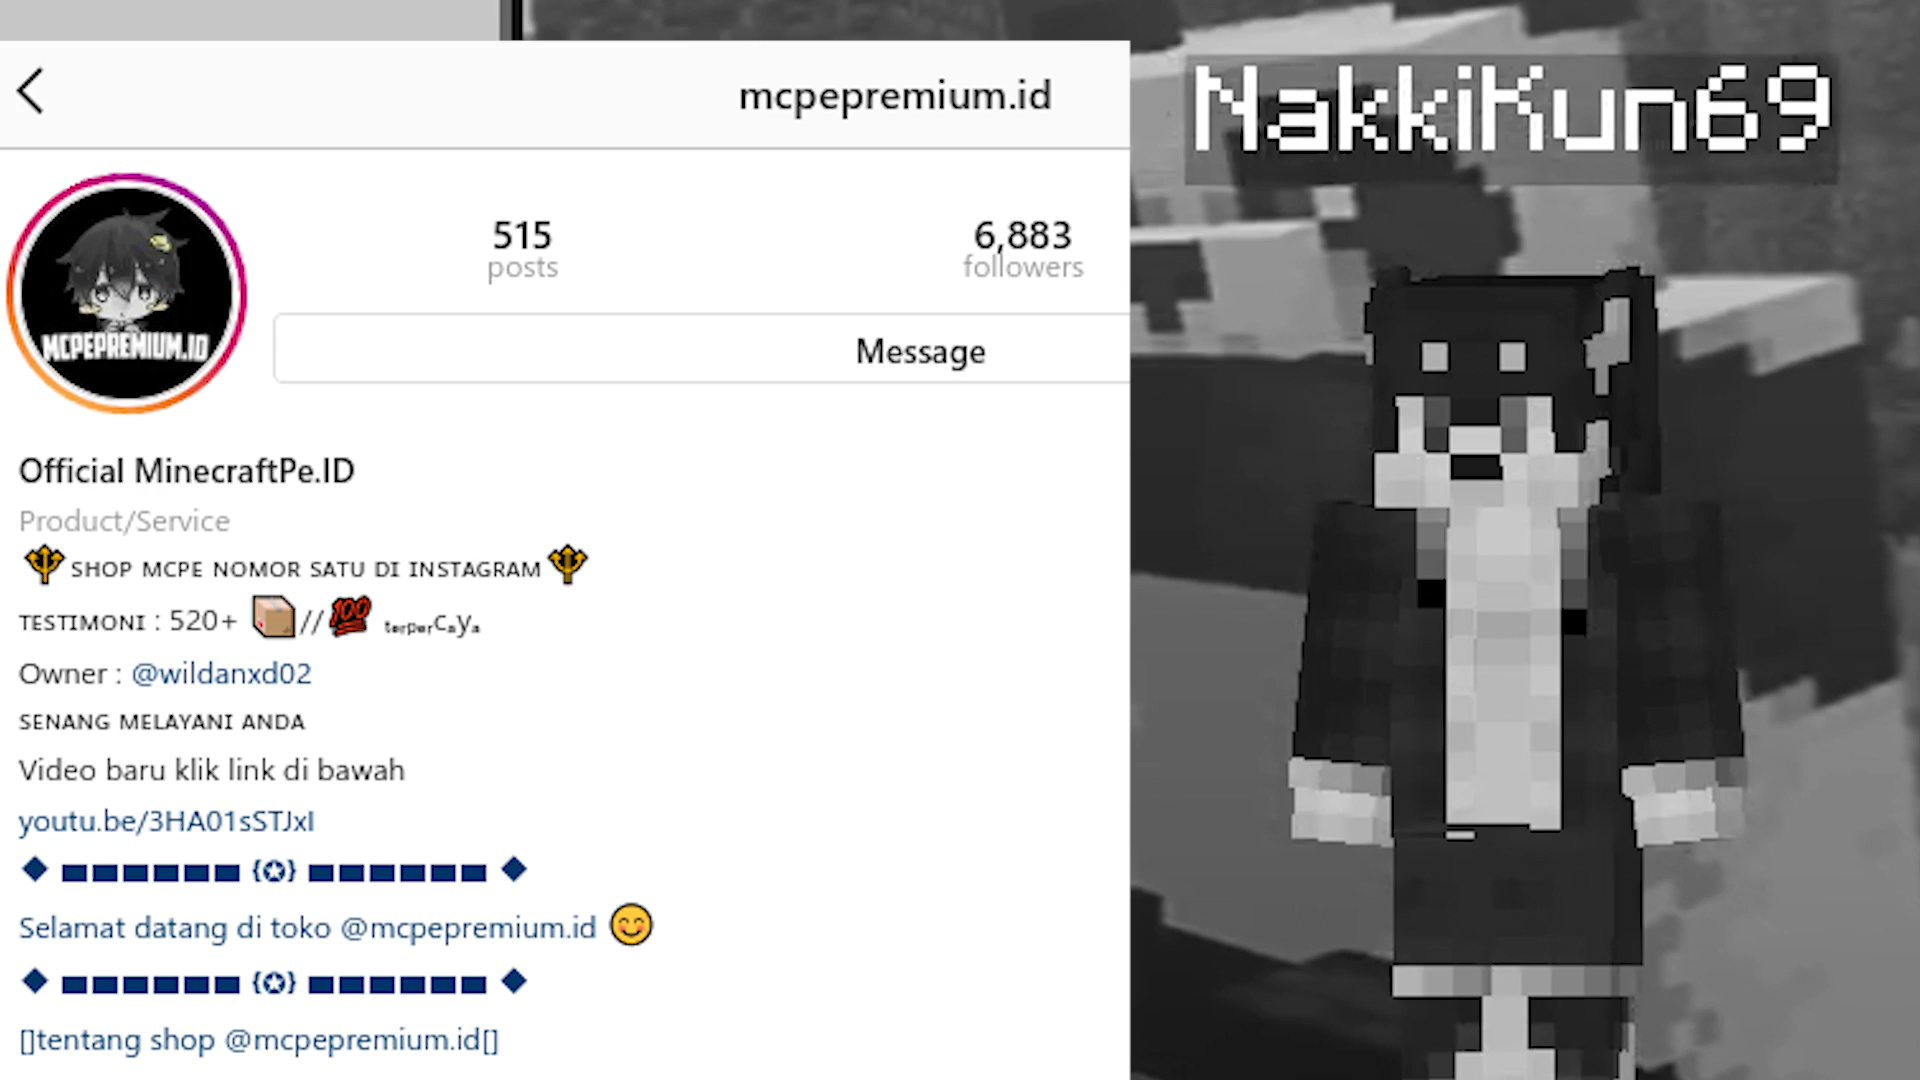 mcpepremium.id
NakkiKun69
MCPEPREMIUM.ID
515
posts
6,883
followers
Message
Official MinecraftPe.ID
Product/Service
🔱SHOP MCPE NOMOR SATU DI INSTAGRAM🔱
TESTIMONI : 520+ 📦//💯 ₜₑᵣₚₑᵣCₐyₐ
Owner : @wildanxd02
SENANG MELAYANI ANDA
Video baru klik link di bawah
youtu.be/3HA01sSTJxI
◆ ▬▬▬▬▬▬ {✪} ▬▬▬▬▬▬ ◆
Selamat datang di toko @mcpepremium.id 😊
◆ ▬▬▬▬▬▬ {✪} ▬▬▬▬▬▬ ◆
[]tentang shop @mcpepremium.id[]